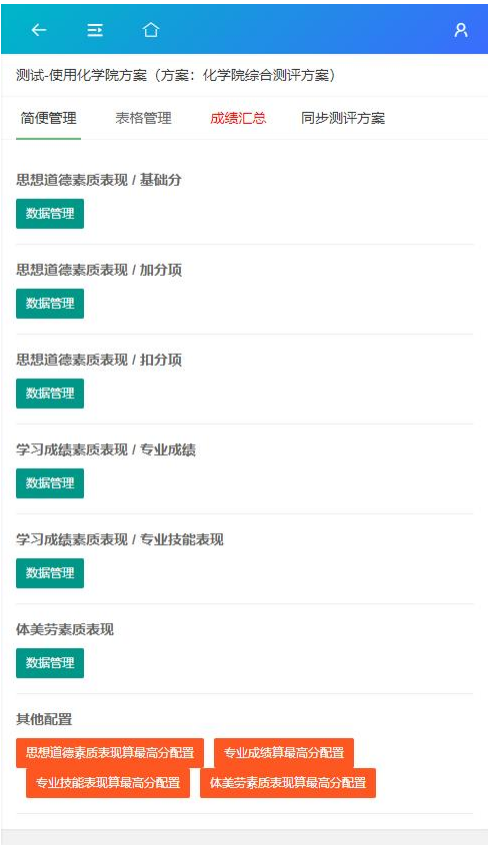 测试-使用化学院方案（方案：化学院综合测评方案）
简便管理 表格管理 成绩汇总 同步测评方案
思想道德素质表现 / 基础分
数据管理
思想道德素质表现 / 加分项
数据管理
思想道德素质表现 / 扣分项
数据管理
学习成绩素质表现 / 专业成绩
数据管理
学习成绩素质表现 / 专业技能表现
数据管理
体美劳素质表现
数据管理
其他配置
思想道德素质表现算最高分配置 专业成绩算最高分配置
专业技能表现算最高分配置 体美劳素质表现算最高分配置